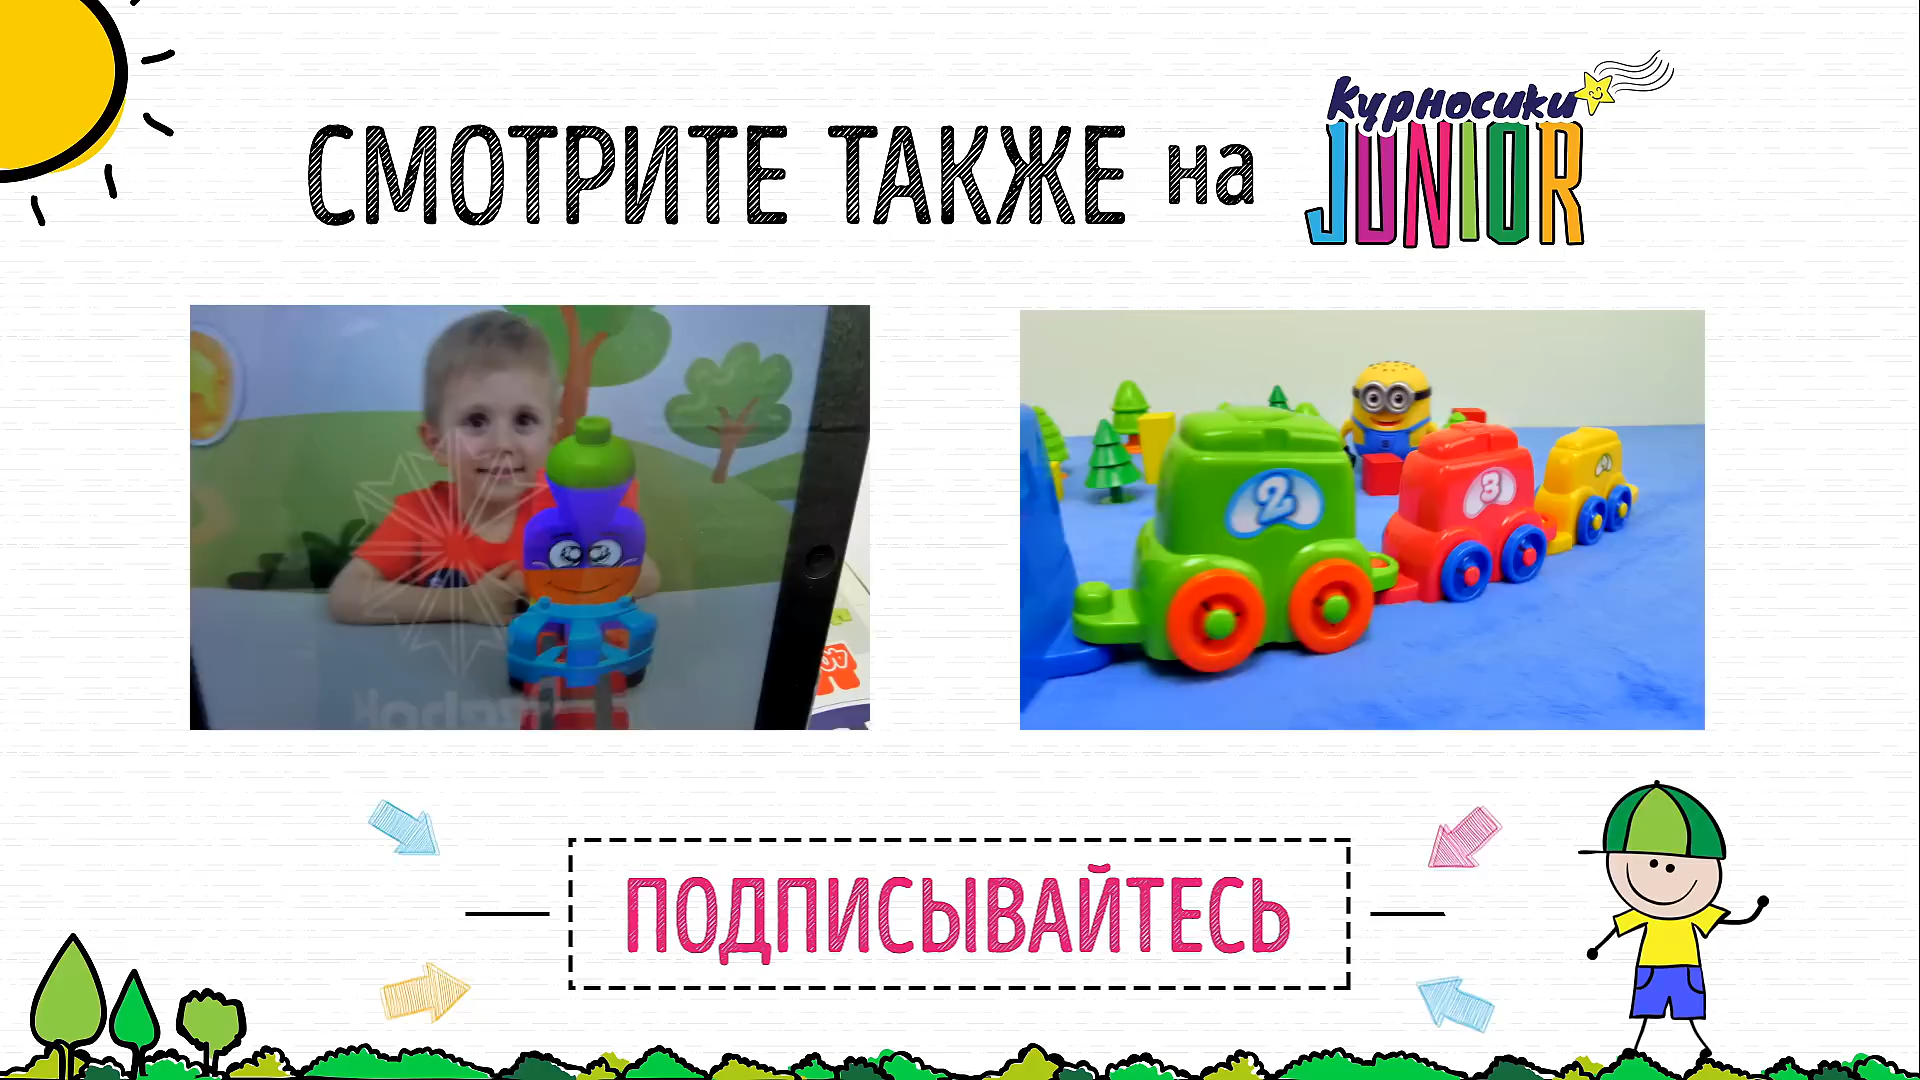 СМОТРИТЕ ТАКЖЕ на
Курносики
JUNIOR
2
3
ПОДПИСЫВАЙТЕСЬ